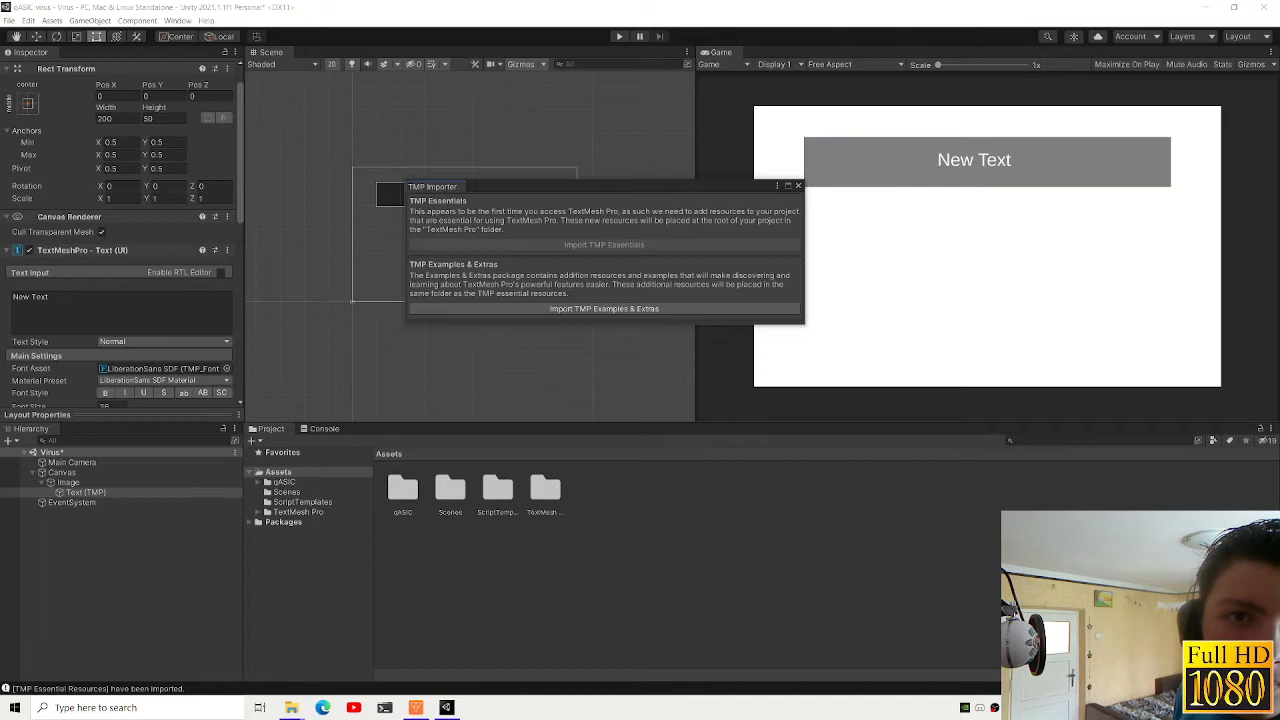 qASIC virus - Virus - PC, Mac & Linux Standalone - Unity 2021.1.1f1 Personal* <DX11>
File Edit Assets GameObject Component Window Help
Center Local Account Layers Layout
Inspector
Rect Transform
center
middle
Pos X Pos Y Pos Z
0 0 0
Width Height
200 50
R
Anchors
Min X 0.5 Y 0.5
Max X 0.5 Y 0.5
Pivot X 0.5 Y 0.5
Rotation X 0 Y 0 Z 0
Scale X 1 Y 1 Z 1
Canvas Renderer
Cull Transparent Mesh
TextMeshPro - Text (UI)
Text Input Enable RTL Editor
New Text
Text Style Normal
Main Settings
Font Asset LiberationSans SDF (TMP_Font
Material Preset LiberationSans SDF Material
Font Style B I U S ab AB SC
Font Size 36
Layout Properties
Scene
Shaded 2D 0 Gizmos All
TMP Importer
TMP Essentials
This appears to be the first time you access TextMesh Pro, as such we need to add resources to your project
that are essential for using TextMesh Pro. These new resources will be placed at the root of your project in
the "TextMesh Pro" folder.
Import TMP Essentials
TMP Examples & Extras
The Examples & Extras package contains addition resources and examples that will make discovering and
learning about TextMesh Pro's powerful features easier. These additional resources will be placed in the
same folder as the TMP essential resources.
Import TMP Examples & Extras
Game
Game Display 1 Free Aspect Scale 1x Maximize On Play Mute Audio Stats Gizmos
New Text
Hierarchy
All
Virus*
Main Camera
Canvas
Image
Text (TMP)
EventSystem
Project Console
19
Favorites
Assets
qASIC
Scenes
ScriptTemplates
TextMesh Pro
Packages
Assets
qASIC Scenes ScriptTemp... TextMesh ...
[TMP Essential Resources] have been imported.
Type here to search
Full HD
1080